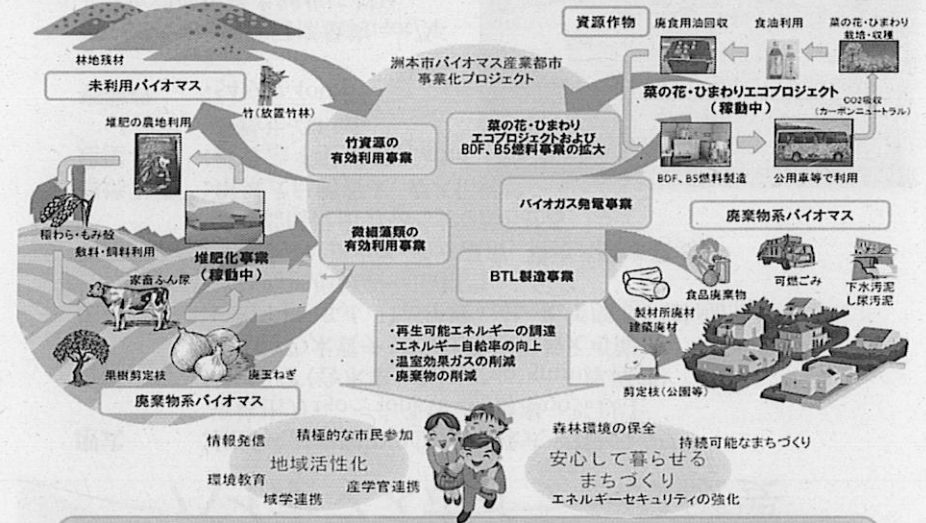 資源作物
廃食用油回収
食油利用
菜の花・ひまわり
栽培・収穫
林地残材
未利用バイオマス
竹(放置竹林)
洲本市バイオマス産業都市
事業化プロジェクト
菜の花・ひまわりエコプロジェクト
(稼動中)
CO2吸収
(カーボンニュートラル)
堆肥の農地利用
竹資源の
有効利用事業
菜の花・ひまわり
エコプロジェクトおよび
BDF、B5燃料事業の拡大
BDF、B5燃料製造
公用車等で利用
バイオガス発電事業
廃棄物系バイオマス
稲わら・もみ殻
敷料・飼料利用
堆肥化事業
(稼動中)
微細藻類の
有効利用事業
BTL製造事業
家畜ふん尿
食品廃棄物
可燃ごみ
下水汚泥
し尿汚泥
製材所廃材
建築廃材
・再生可能エネルギーの調達
・エネルギー自給率の向上
・温室効果ガスの削減
・廃棄物の削減
果樹剪定枝
廃玉ねぎ
剪定枝(公園等)
廃棄物系バイオマス
情報発信
積極的な市民参加
地域活性化
環境教育
産学官連携
域学連携
森林環境の保全
持続可能なまちづくり
安心して暮らせる
まちづくり
エネルギーセキュリティの強化